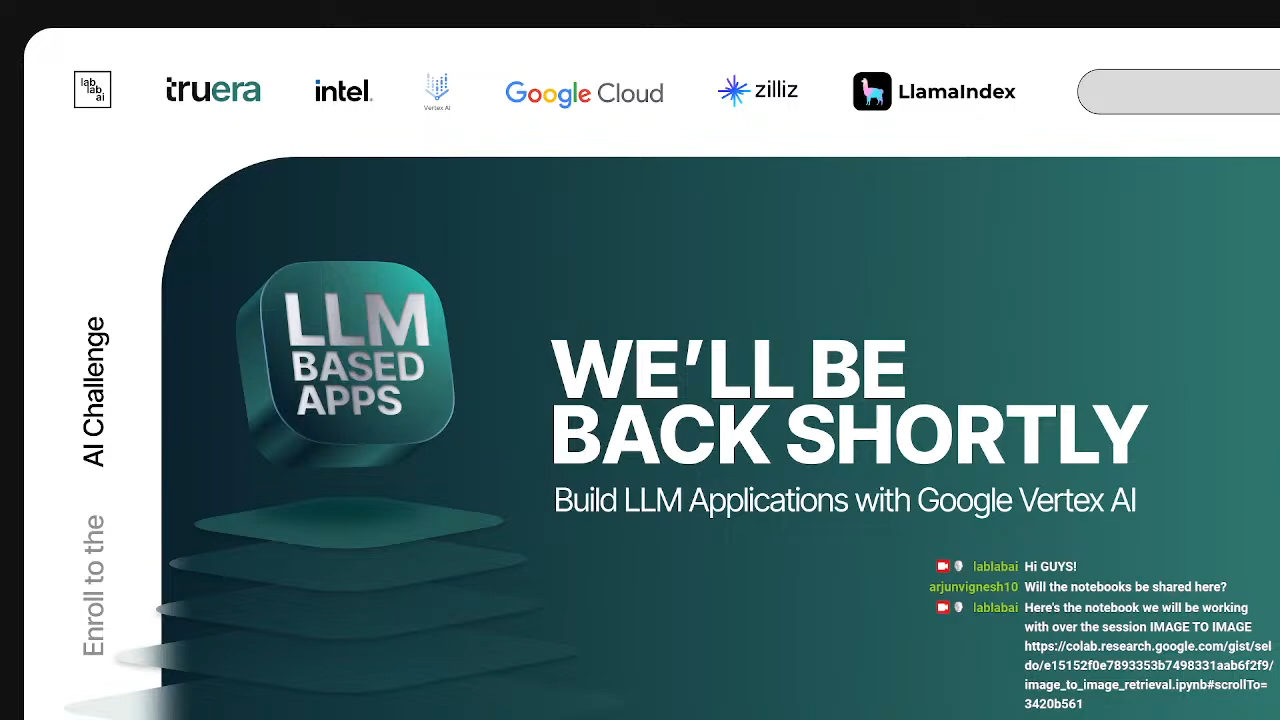 lab
lab
ai
truera
intel.
Vertex AI
Google Cloud
zilliz
LlamaIndex
Enroll to the AI Challenge
LLM
BASED
APPS
WE'LL BE
BACK SHORTLY
Build LLM Applications with Google Vertex AI
lablabai Hi GUYS!
arjunvignesh10 Will the notebooks be shared here?
lablabai Here's the notebook we will be working
with over the session IMAGE TO IMAGE
https://colab.research.google.com/gist/sel
do/e15152f0e7893353b7498331aab6f2f9/
image_to_image_retrieval.ipynb#scrollTo=
3420b561